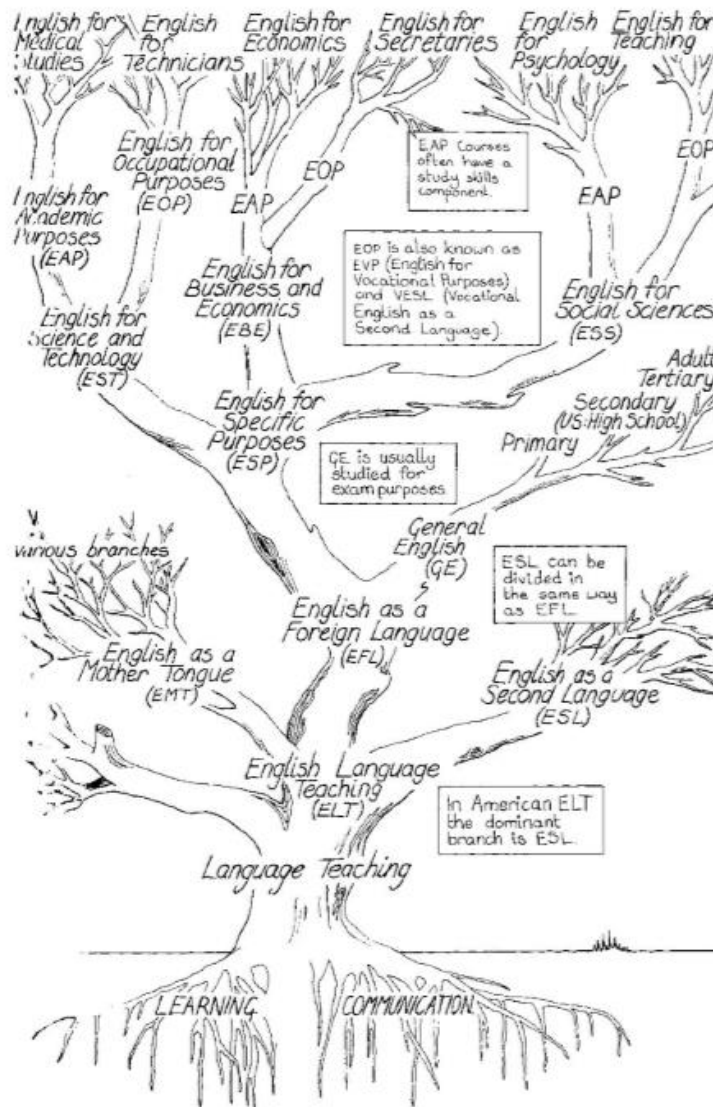 English for
Medical
Studies
English
for
Technicians
English for
Economics
English for
Secretaries
English
for
Psychology
English for
Teaching
English for
Occupational
Purposes
(EOP)
EAP
EOP
EAP Courses
often have a
study skills
component.
EAP
EOP
English for
Academic
Purposes
(EAP)
English for
Science and
Technology
(EST)
English for
Business and
Economics
(EBE)
EOP is also known as
EVP (English for
Vocational Purposes)
and VESL (Vocational
English as a
Second Language).
English for
Social Sciences
(ESS)
English for
Specific
Purposes
(ESP)
Adult
Tertiary
Secondary
(US:High School)
Primary
GE is usually
studied for
exam purposes
General
English
(GE)
various branches
English as a
Mother Tongue
(EMT)
English as a
Foreign Language
(EFL)
ESL can be
divided in
the same way
as EFL.
English as a
Second Language
(ESL)
English Language
Teaching
(ELT)
In American ELT
the dominant
branch is ESL.
Language Teaching
LEARNING
COMMUNICATION